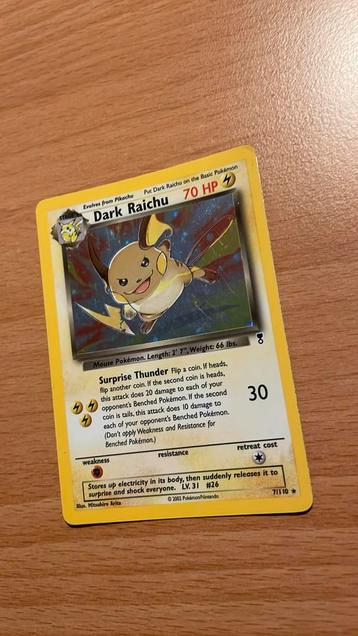 Evolves from Pikachu
Put Dark Raichu on the Basic Pokémon
Dark Raichu
70 HP
Mouse Pokémon. Length: 2' 7", Weight: 66 lbs.
Surprise Thunder Flip a coin. If heads,
flip another coin. If the second coin is heads,
this attack does 20 damage to each of your
opponent's Benched Pokémon. If the second
coin is tails, this attack does 10 damage to
each of your opponent's Benched Pokémon.
(Don't apply Weakness and Resistance for
Benched Pokémon.)
30
weakness
resistance
retreat cost
Stores up electricity in its body, then suddenly releases it to
surprise and shock everyone. LV. 31 #26
Illus. Mitsuhiro Arita
© 2002 Pokémon/Nintendo
7/110